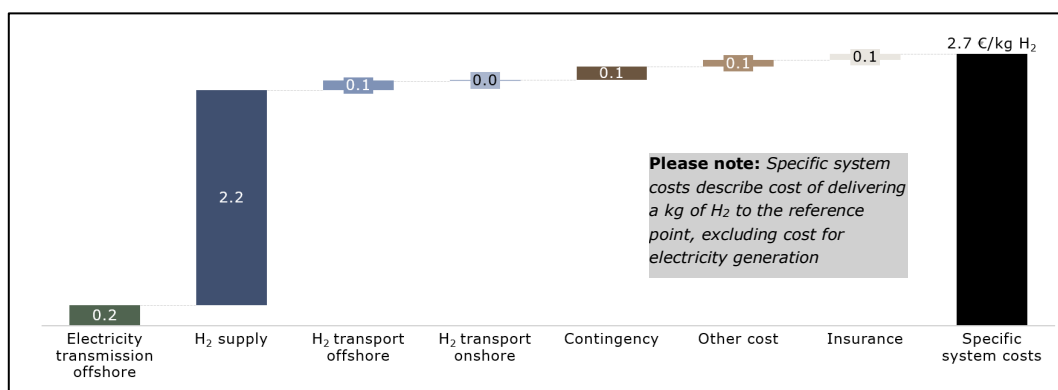 2.7 €/kg H₂
0.1
0.0
0.1
0.1
0.1
2.2
0.2
Please note: Specific system
costs describe cost of delivering
a kg of H₂ to the reference
point, excluding cost for
electricity generation
Electricity
transmission
offshore
H₂ supply
H₂ transport
offshore
H₂ transport
onshore
Contingency
Other cost
Insurance
Specific
system costs